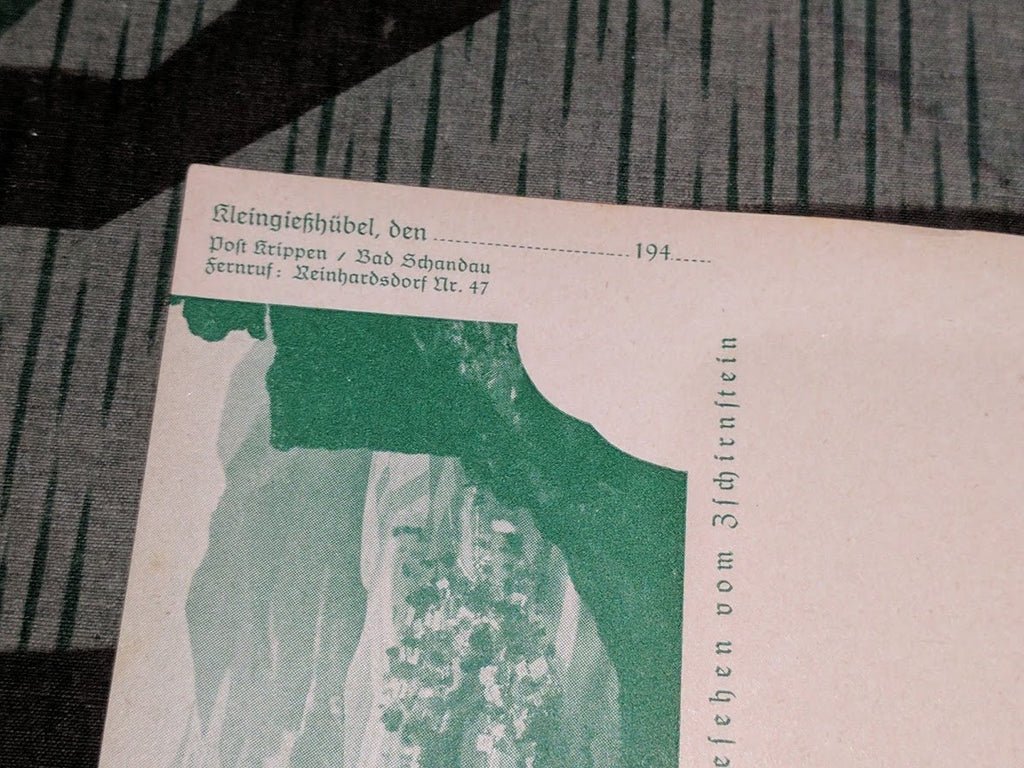 Kleingießhübel, den .................................. 194.......
Post Krippen / Bad Schandau
Fernruf: Reinhardsdorf Nr. 47
esehen vom Zschirnstein